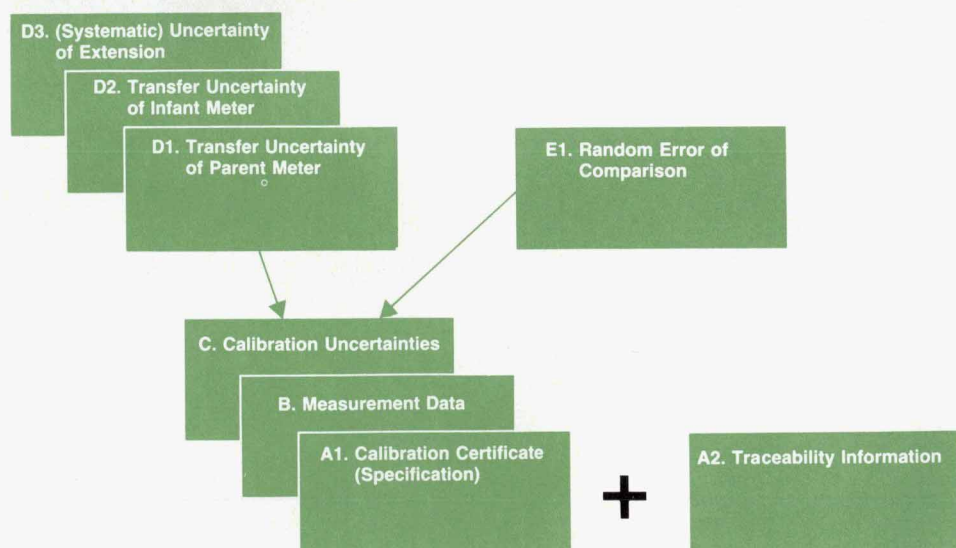 D3. (Systematic) Uncertainty
of Extension
D2. Transfer Uncertainty
of Infant Meter
D1. Transfer Uncertainty
of Parent Meter
E1. Random Error of
Comparison
C. Calibration Uncertainties
B. Measurement Data
A1. Calibration Certificate
(Specification)
+
A2. Traceability Information